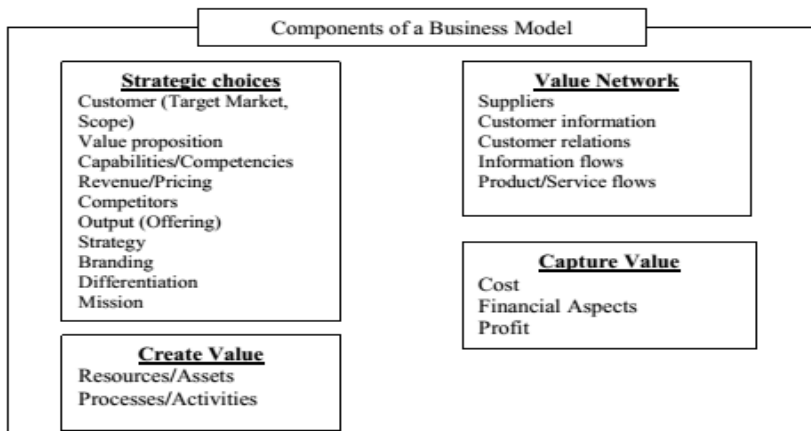 Components of a Business Model
Strategic choices
Customer (Target Market,
Scope)
Value proposition
Capabilities/Competencies
Revenue/Pricing
Competitors
Output (Offering)
Strategy
Branding
Differentiation
Mission
Create Value
Resources/Assets
Processes/Activities
Value Network
Suppliers
Customer information
Customer relations
Information flows
Product/Service flows
Capture Value
Cost
Financial Aspects
Profit